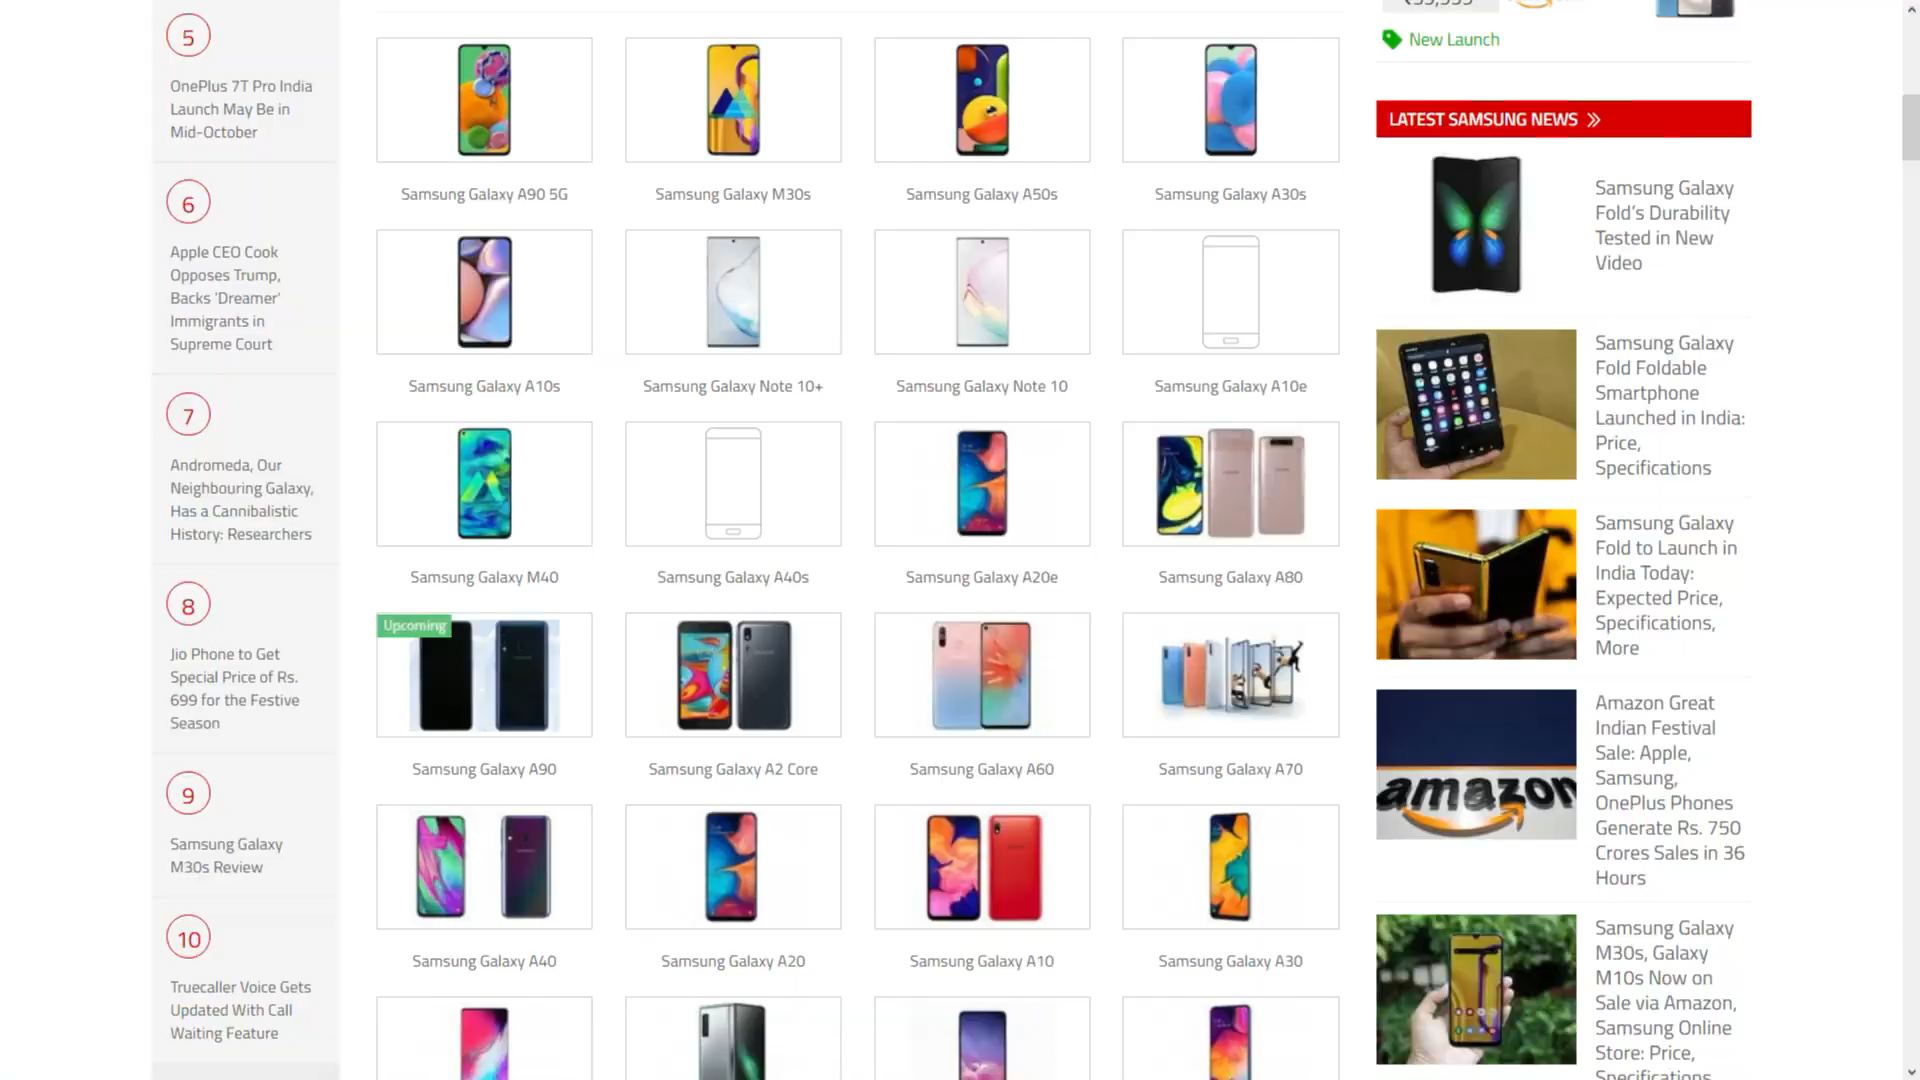 5
OnePlus 7T Pro India
Launch May Be in
Mid-October
6
Apple CEO Cook
Opposes Trump,
Backs 'Dreamer'
Immigrants in
Supreme Court
7
Andromeda, Our
Neighbouring Galaxy,
Has a Cannibalistic
History: Researchers
8
Jio Phone to Get
Special Price of Rs.
699 for the Festive
Season
9
Samsung Galaxy
M30s Review
10
Truecaller Voice Gets
Updated With Call
Waiting Feature
Samsung Galaxy A90 5G
Samsung Galaxy M30s
Samsung Galaxy A50s
Samsung Galaxy A30s
Samsung Galaxy A10s
Samsung Galaxy Note 10+
Samsung Galaxy Note 10
Samsung Galaxy A10e
Samsung Galaxy M40
Samsung Galaxy A40s
Samsung Galaxy A20e
Samsung Galaxy A80
Upcoming
Samsung Galaxy A90
Samsung Galaxy A2 Core
Samsung Galaxy A60
Samsung Galaxy A70
Samsung Galaxy A40
Samsung Galaxy A20
Samsung Galaxy A10
Samsung Galaxy A30
New Launch
LATEST SAMSUNG NEWS
Samsung Galaxy
Fold's Durability
Tested in New
Video
Samsung Galaxy
Fold Foldable
Smartphone
Launched in India:
Price,
Specifications
Samsung Galaxy
Fold to Launch in
India Today:
Expected Price,
Specifications,
More
amazon
Amazon Great
Indian Festival
Sale: Apple,
Samsung,
OnePlus Phones
Generate Rs. 750
Crores Sales in 36
Hours
Samsung Galaxy
M30s, Galaxy
M10s Now on
Sale via Amazon,
Samsung Online
Store: Price,
Specifications